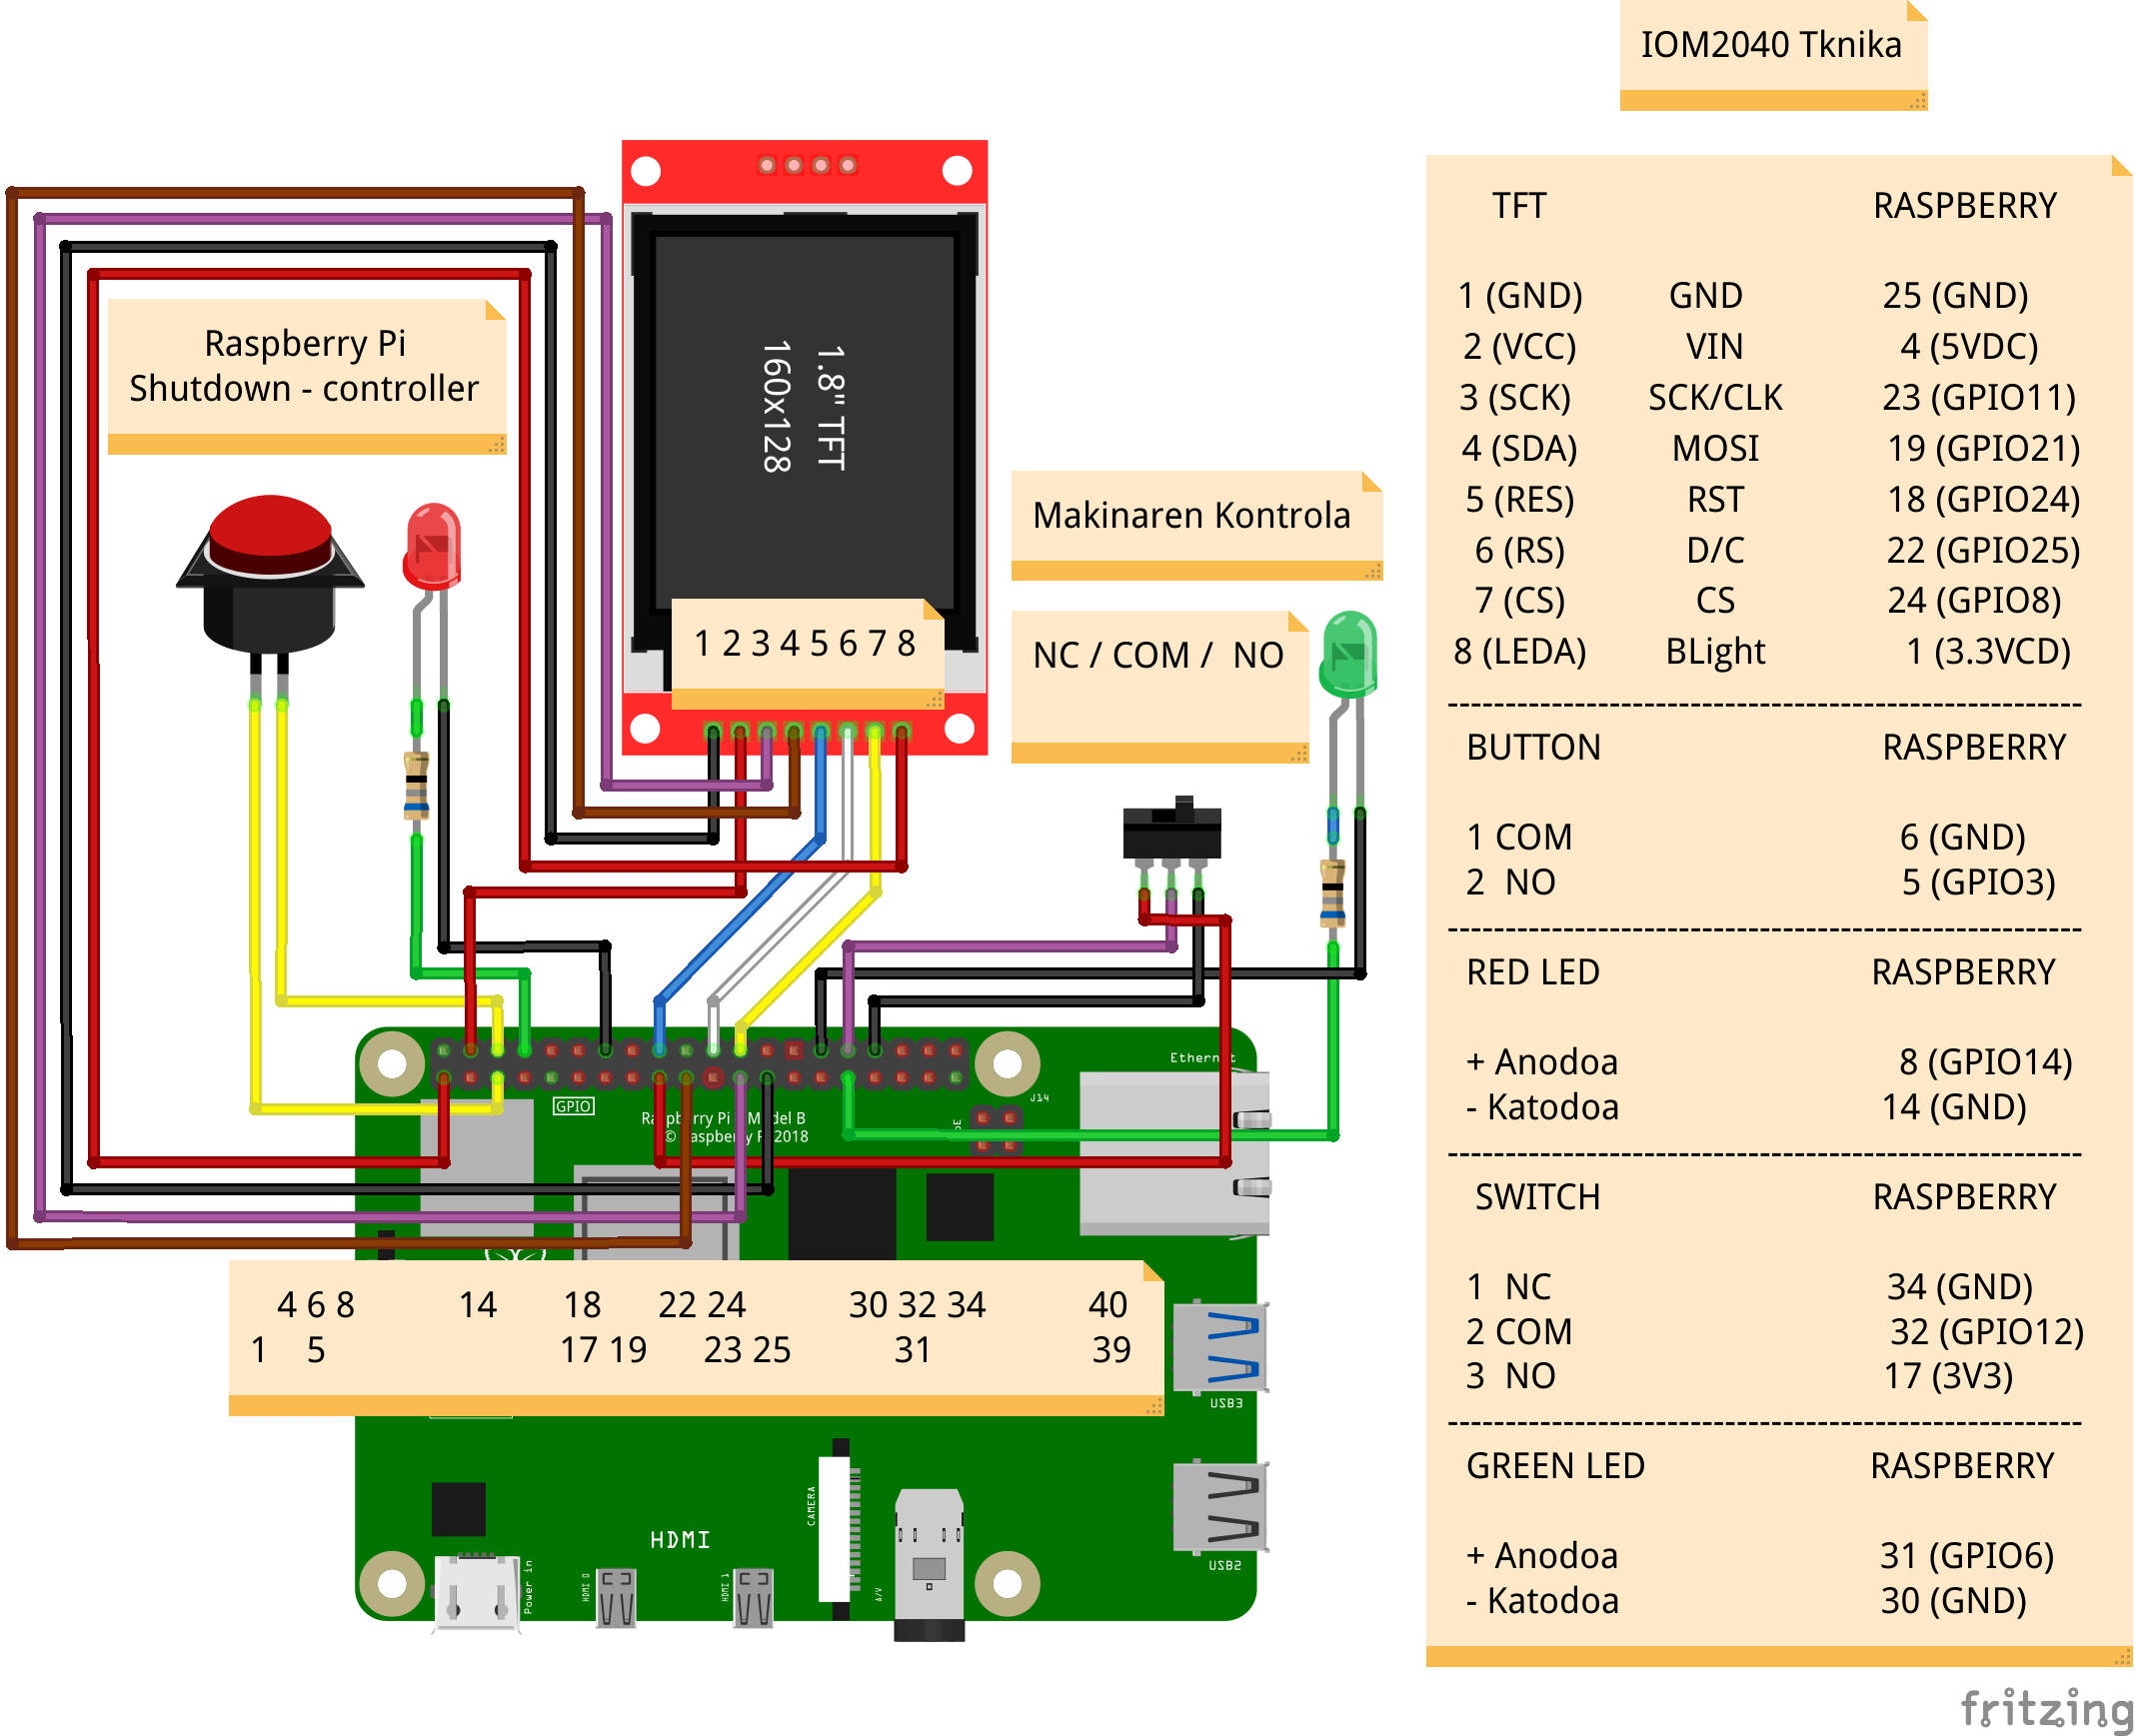 IOM2040 Tknika
Raspberry Pi
Shutdown - controller
1.8" TFT
160x128
1 2 3 4 5 6 7 8
Makinaren Kontrola
NC / COM /  NO
TFT RASPBERRY
1 (GND) GND 25 (GND)
2 (VCC) VIN 4 (5VDC)
3 (SCK) SCK/CLK 23 (GPIO11)
4 (SDA) MOSI 19 (GPIO21)
5 (RES) RST 18 (GPIO24)
6 (RS) D/C 22 (GPIO25)
7 (CS) CS 24 (GPIO8)
8 (LEDA) BLight 1 (3.3VCD)
BUTTON RASPBERRY
1 COM 6 (GND)
2 NO 5 (GPIO3)
RED LED RASPBERRY
+ Anodoa 8 (GPIO14)
- Katodoa 14 (GND)
SWITCH RASPBERRY
1 NC 34 (GND)
2 COM 32 (GPIO12)
3 NO 17 (3V3)
GREEN LED RASPBERRY
+ Anodoa 31 (GPIO6)
- Katodoa 30 (GND)
Ethernet
J14
GPIO
Raspberry Pi Model B
© Raspberry Pi 2018
4 6 8 14 18 22 24 30 32 34 40
1 5 17 19 23 25 31 39
USB3
USB2
CAMERA
HDMI
Power in
HDMI 0
HDMI 1
A/V
fritzing